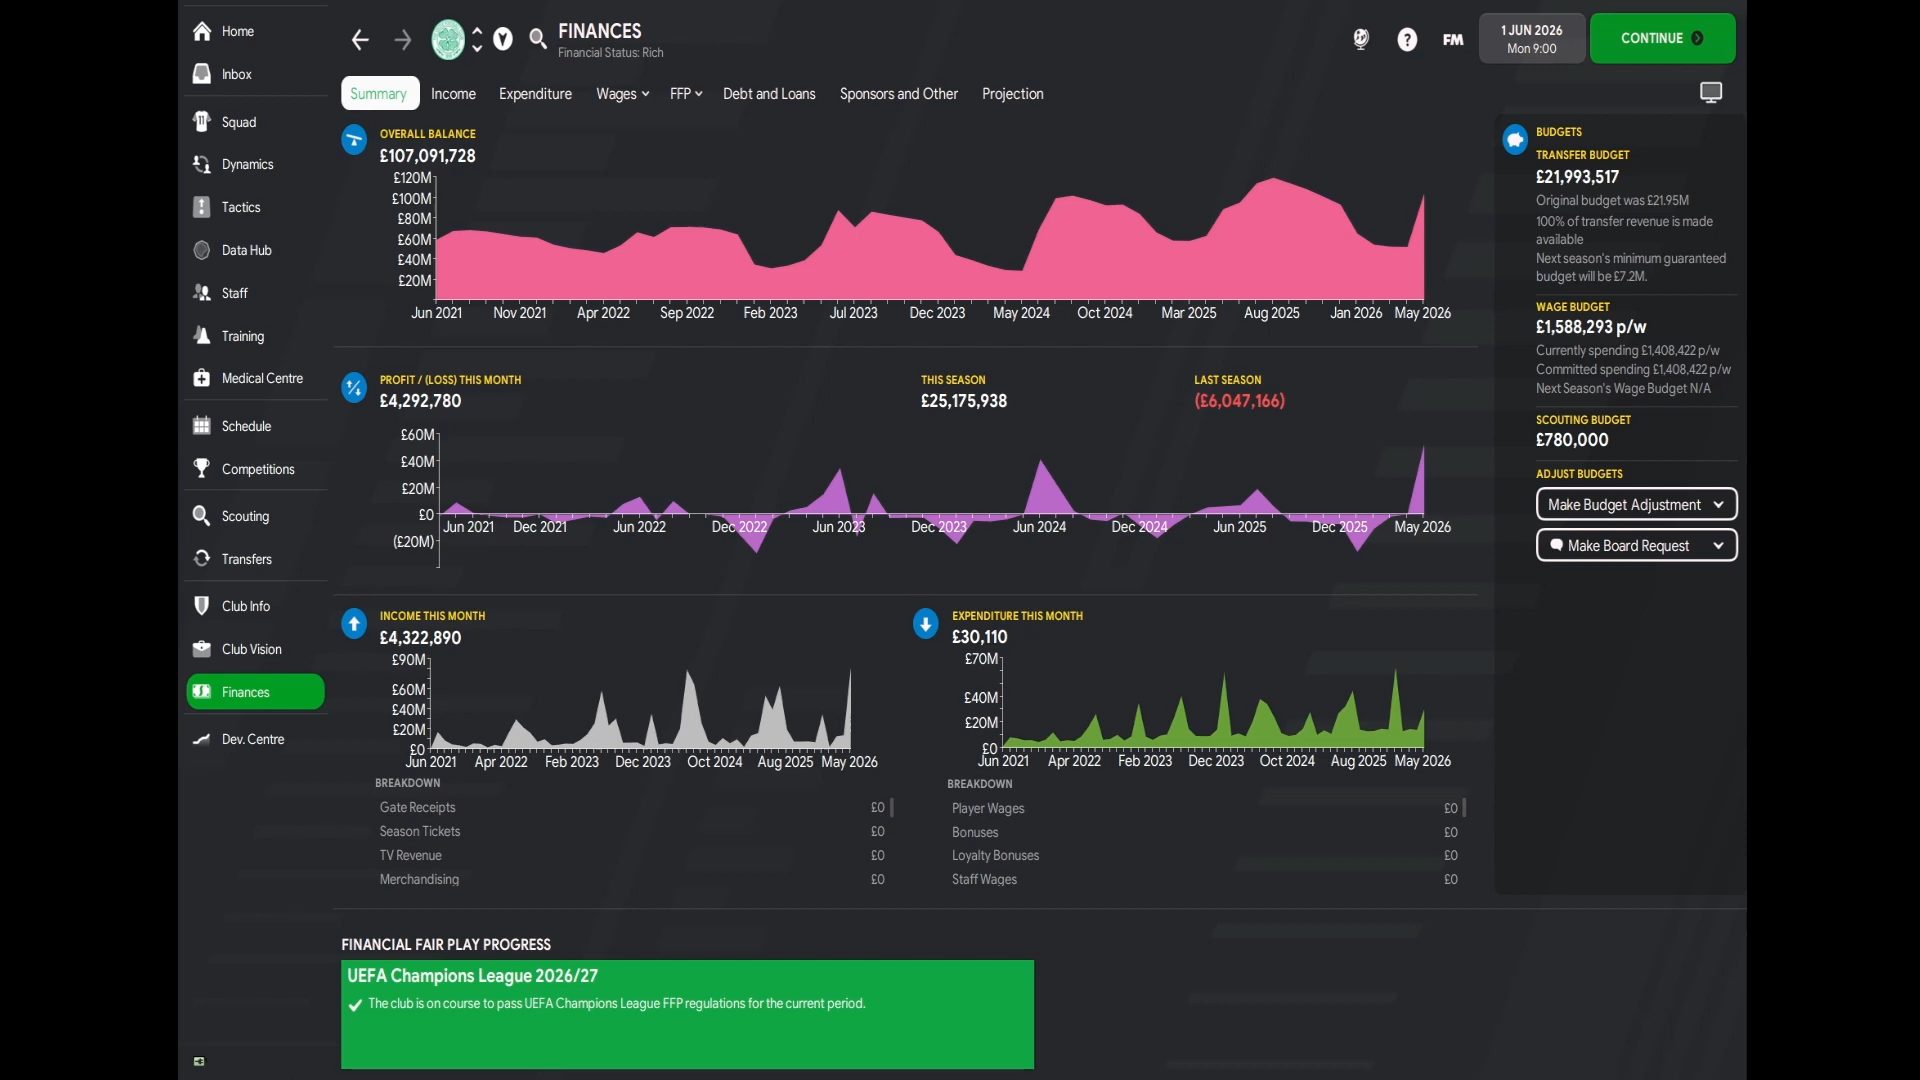 Home
Inbox
Squad
Dynamics
Tactics
Data Hub
Staff
Training
Medical Centre
Schedule
Competitions
Scouting
Transfers
Club Info
Club Vision
Finances
Dev. Centre
FINANCES
Financial Status: Rich
?
FM
1 JUN 2026
Mon 9:00
CONTINUE
Summary
Income
Expenditure
Wages
FFP
Debt and Loans
Sponsors and Other
Projection
OVERALL BALANCE
£107,091,728
£120M
£100M
£80M
£60M
£40M
£20M
Jun 2021 Nov 2021 Apr 2022 Sep 2022 Feb 2023 Jul 2023 Dec 2023 May 2024 Oct 2024 Mar 2025 Aug 2025 Jan 2026 May 2026
PROFIT / (LOSS) THIS MONTH
£4,292,780
THIS SEASON
£25,175,938
LAST SEASON
(£6,047,166)
£60M
£40M
£20M
£0
(£20M)
Jun 2021 Dec 2021 Jun 2022 Dec 2022 Jun 2023 Dec 2023 Jun 2024 Dec 2024 Jun 2025 Dec 2025 May 2026
INCOME THIS MONTH
£4,322,890
£90M
£60M
£40M
£20M
£0
Jun 2021 Apr 2022 Feb 2023 Dec 2023 Oct 2024 Aug 2025 May 2026
BREAKDOWN
Gate Receipts £0
Season Tickets £0
TV Revenue £0
Merchandising £0
EXPENDITURE THIS MONTH
£30,110
£70M
£40M
£20M
£0
Jun 2021 Apr 2022 Feb 2023 Dec 2023 Oct 2024 Aug 2025 May 2026
BREAKDOWN
Player Wages £0
Bonuses £0
Loyalty Bonuses £0
Staff Wages £0
BUDGETS
TRANSFER BUDGET
£21,993,517
Original budget was £21.95M
100% of transfer revenue is made
available
Next season's minimum guaranteed
budget will be £7.2M.
WAGE BUDGET
£1,588,293 p/w
Currently spending £1,408,422 p/w
Committed spending £1,408,422 p/w
Next Season's Wage Budget N/A
SCOUTING BUDGET
£780,000
ADJUST BUDGETS
Make Budget Adjustment
Make Board Request
FINANCIAL FAIR PLAY PROGRESS
UEFA Champions League 2026/27
The club is on course to pass UEFA Champions League FFP regulations for the current period.